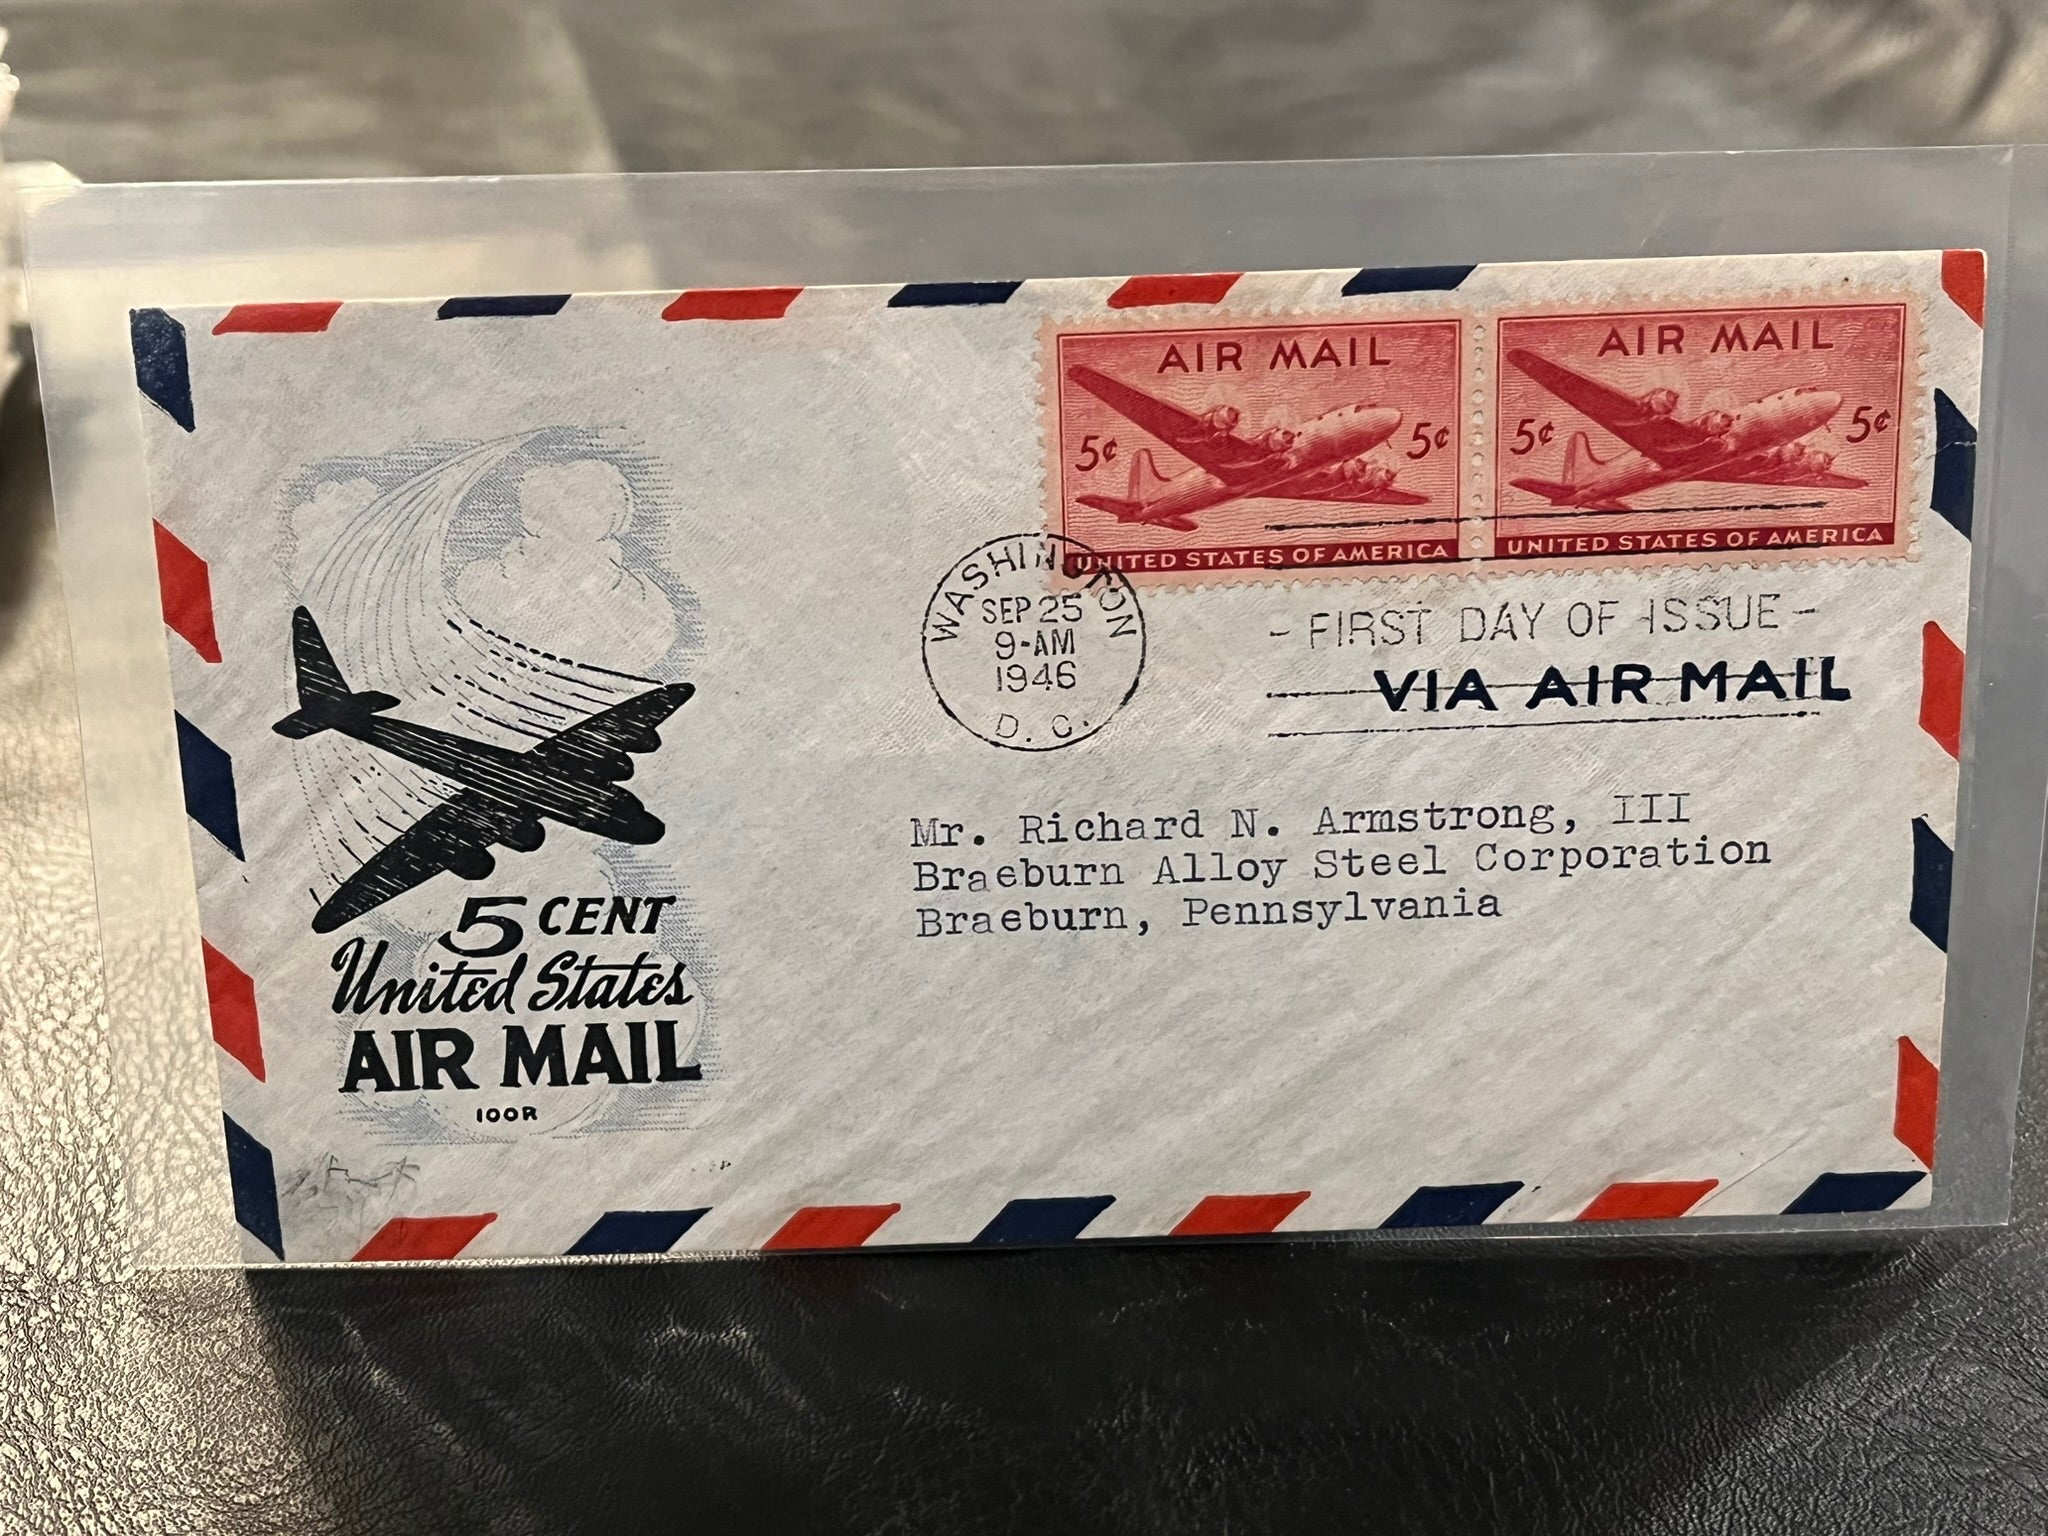 AIR MAIL
5¢ 5¢
UNITED STATES OF AMERICA
AIR MAIL
5¢ 5¢
UNITED STATES OF AMERICA
WASHINGTON
SEP 25
9-AM
1946
D. C.
- FIRST DAY OF ISSUE -
VIA AIR MAIL
Mr. Richard N. Armstrong, III
Braeburn Alloy Steel Corporation
Braeburn, Pennsylvania
5 CENT
United States
AIR MAIL
100R